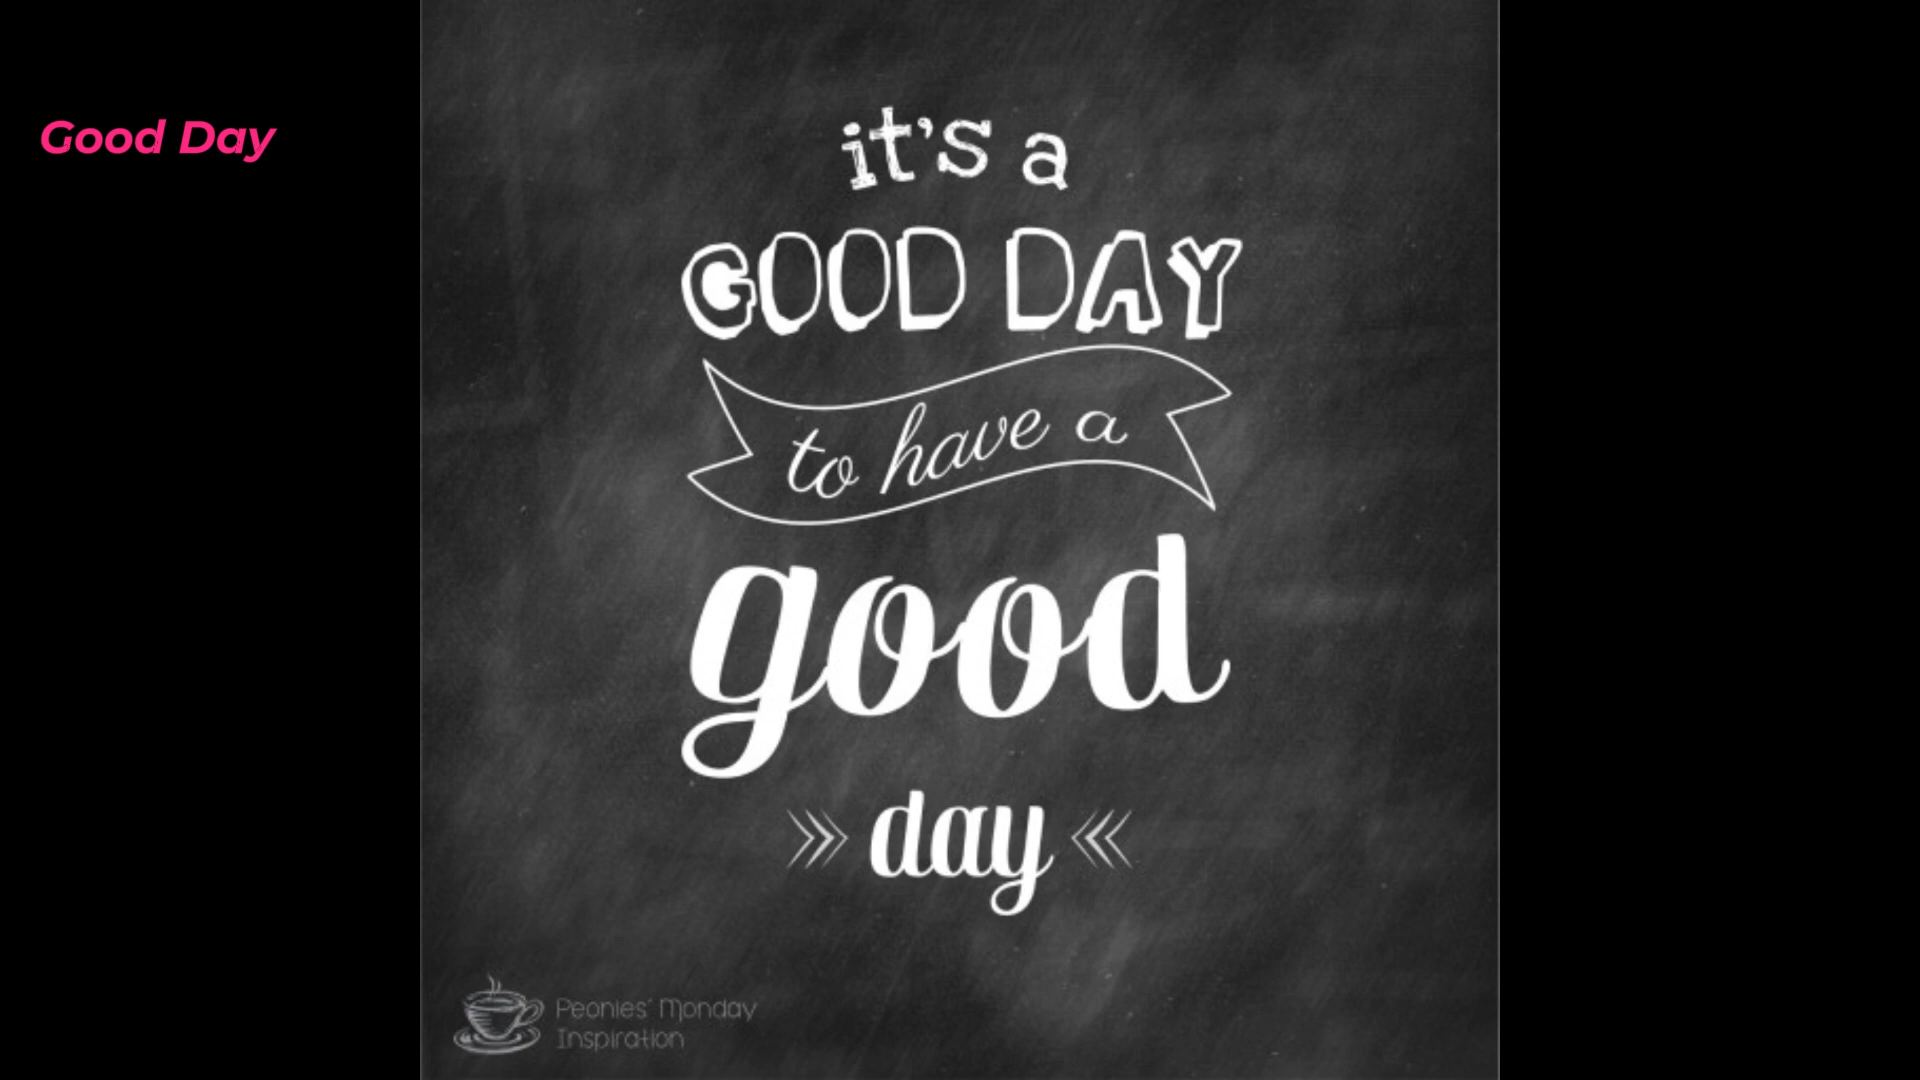 Good Day
it's a
GOOD DAY
to have a
good
» day «
Peonies' Monday
Inspiration